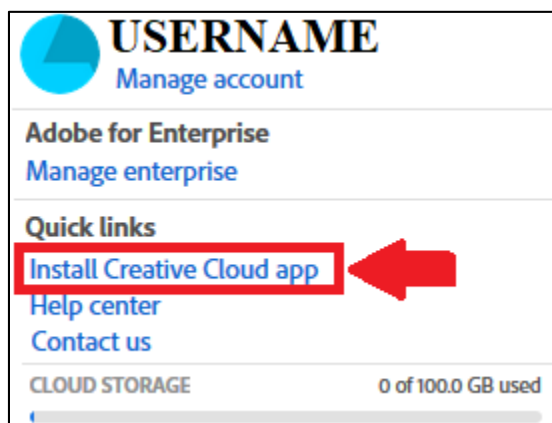 USERNAME
Manage account
Adobe for Enterprise
Manage enterprise
Quick links
Install Creative Cloud app
Help center
Contact us
CLOUD STORAGE 0 of 100.0 GB used